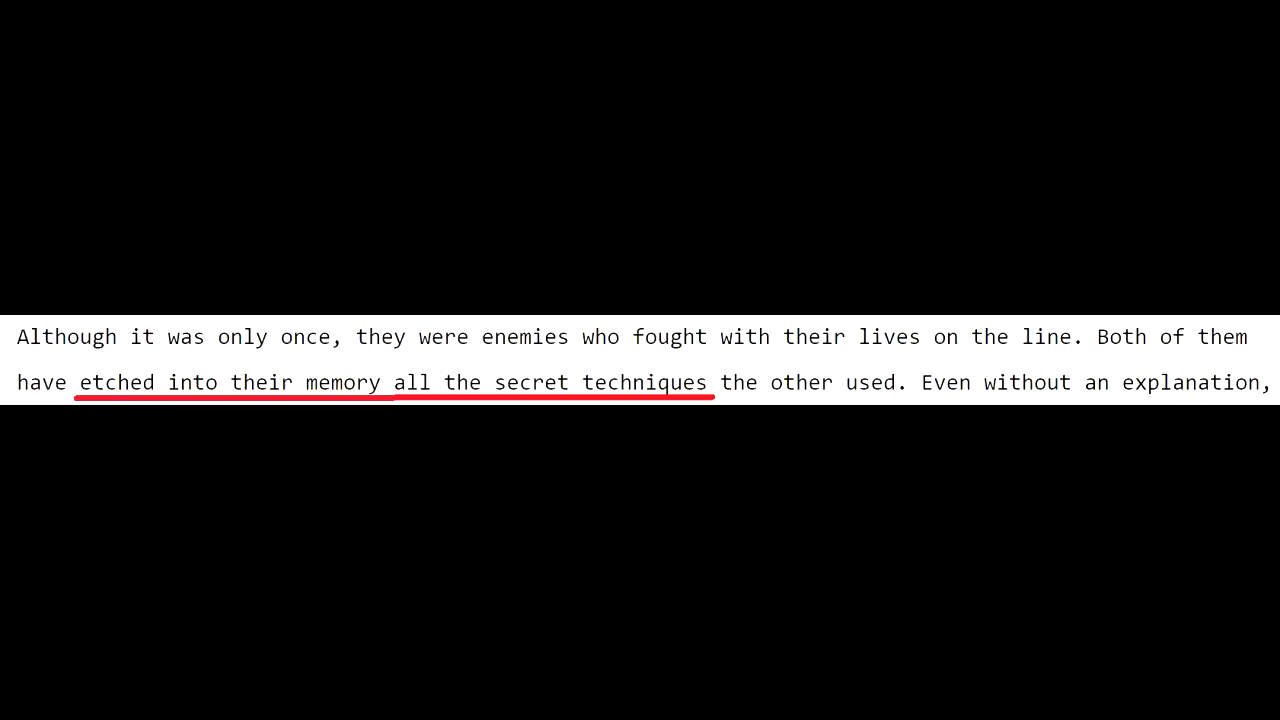 Although it was only once, they were enemies who fought with their lives on the line. Both of them
have etched into their memory all the secret techniques the other used. Even without an explanation,